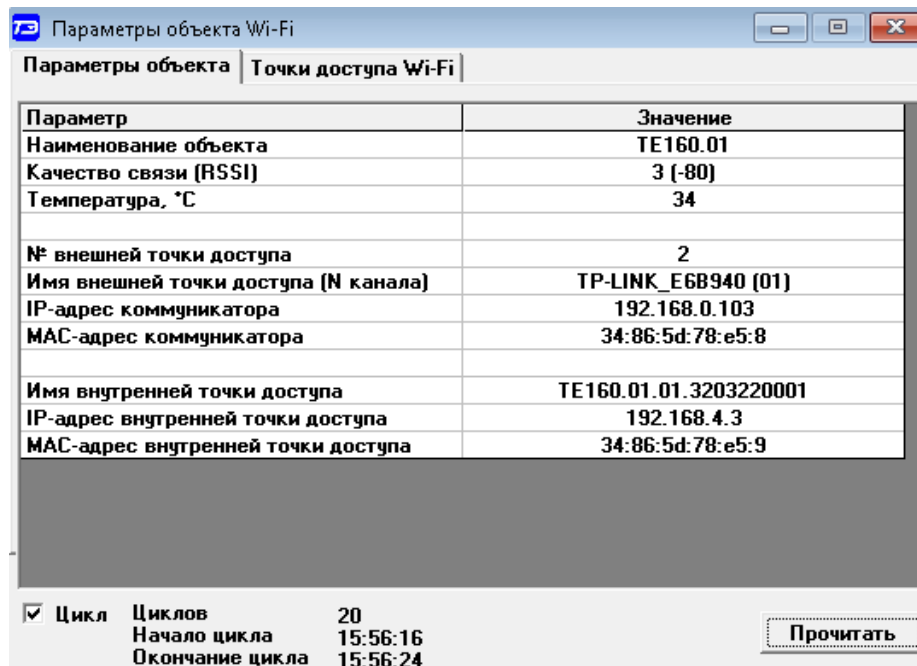 ТЭ Параметры объекта Wi-Fi
Параметры объекта Точки доступа Wi-Fi
Параметр Значение
Наименование объекта TE160.01
Качество связи (RSSI) 3 (-80)
Температура, °C 34
№ внешней точки доступа 2
Имя внешней точки доступа (N канала) TP-LINK_E6B940 (01)
IP-адрес коммуникатора 192.168.0.103
MAC-адрес коммуникатора 34:86:5d:78:e5:8
Имя внутренней точки доступа TE160.01.01.3203220001
IP-адрес внутренней точки доступа 192.168.4.3
MAC-адрес внутренней точки доступа 34:86:5d:78:e5:9
Цикл Циклов 20
Начало цикла 15:56:16
Окончание цикла 15:56:24
Прочитать